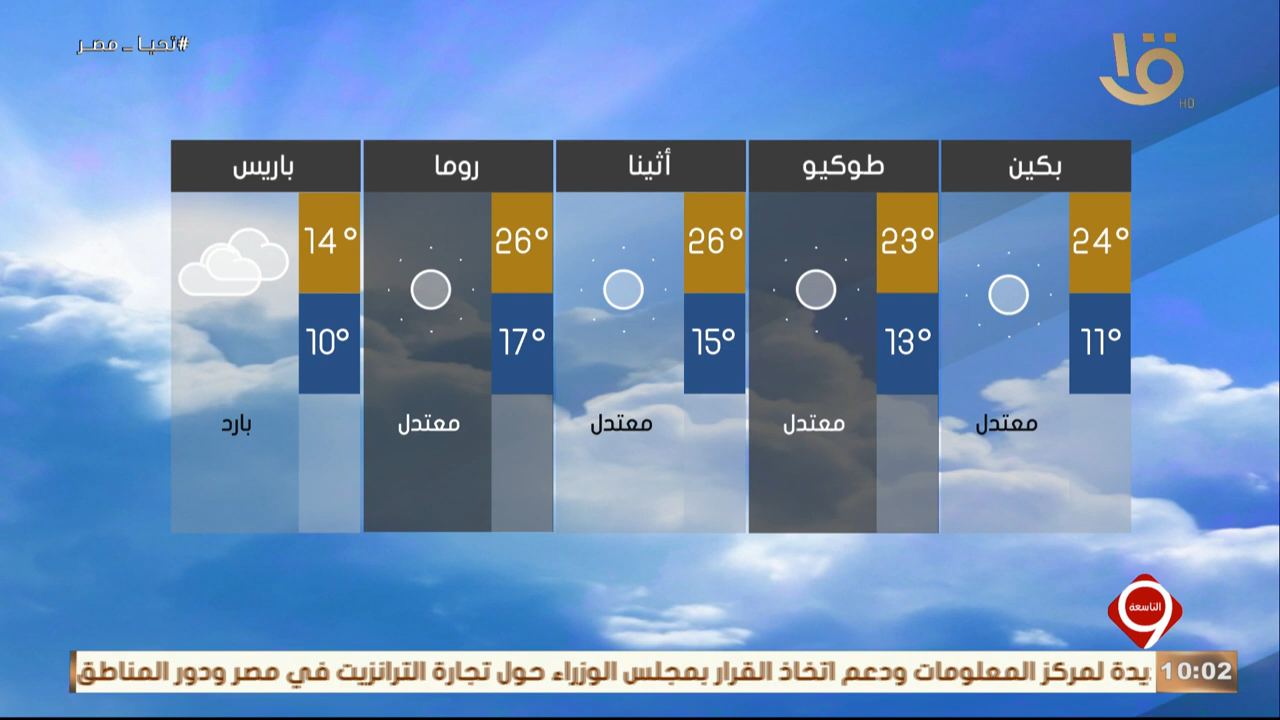 #تحيا_مصر
HD
بكين
طوكيو
أثينا
روما
باريس
24°
23°
26°
26°
14°
11°
13°
15°
17°
10°
معتدل
معتدل
معتدل
معتدل
بارد
التاسعة
9
10:02
يدة لمركز المعلومات ودعم اتخاذ القرار بمجلس الوزراء حول تجارة الترانزيت في مصر ودور المناطق